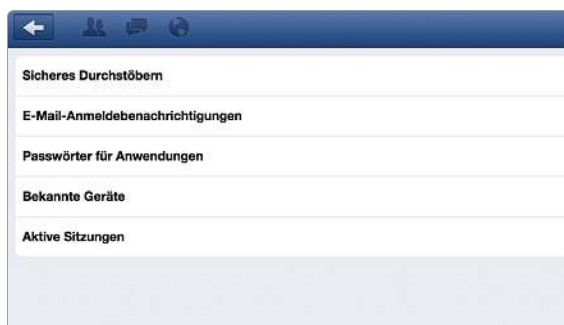 Sicheres Durchstöbern
E-Mail-Anmeldebenachrichtigungen
Passwörter für Anwendungen
Bekannte Geräte
Aktive Sitzungen